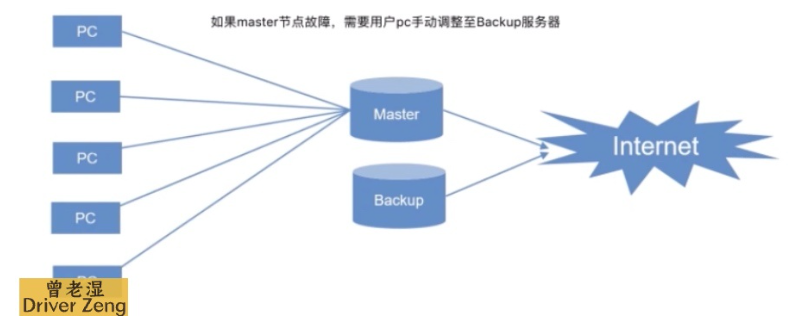 如果master节点故障，需要用户pc手动调整至Backup服务器
PC
PC
PC
PC
Master
Backup
Internet
曾老湿
Driver Zeng